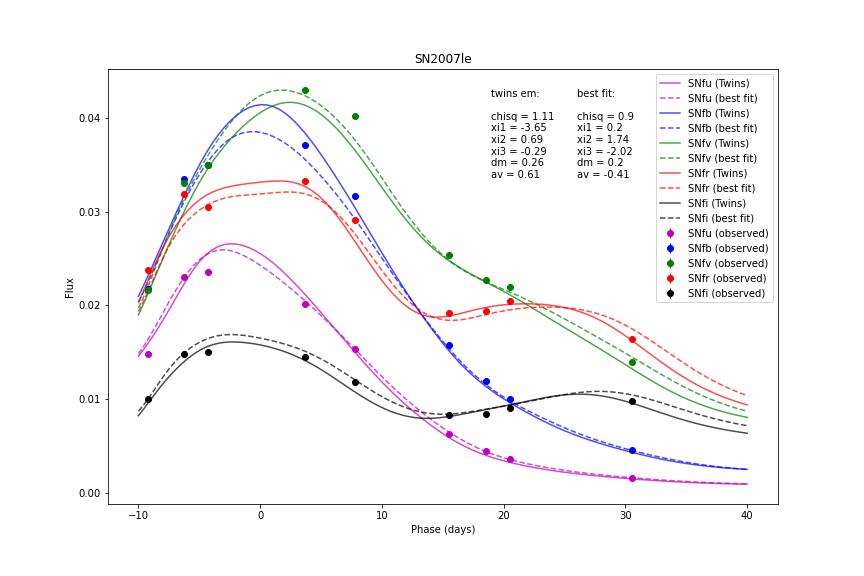 SN2007le
twins em:
chisq = 1.11
xi1 = -3.65
xi2 = 0.69
xi3 = -0.29
dm = 0.26
av = 0.61
best fit:
chisq = 0.9
xi1 = 0.2
xi2 = 1.74
xi3 = -2.02
dm = 0.2
av = -0.41
SNfu (Twins)
SNfu (best fit)
SNfb (Twins)
SNfb (best fit)
SNfv (Twins)
SNfv (best fit)
SNfr (Twins)
SNfr (best fit)
SNfi (Twins)
SNfi (best fit)
SNfu (observed)
SNfb (observed)
SNfv (observed)
SNfr (observed)
SNfi (observed)
Flux
0.04
0.03
0.02
0.01
0.00
−10 0 10 20 30 40
Phase (days)